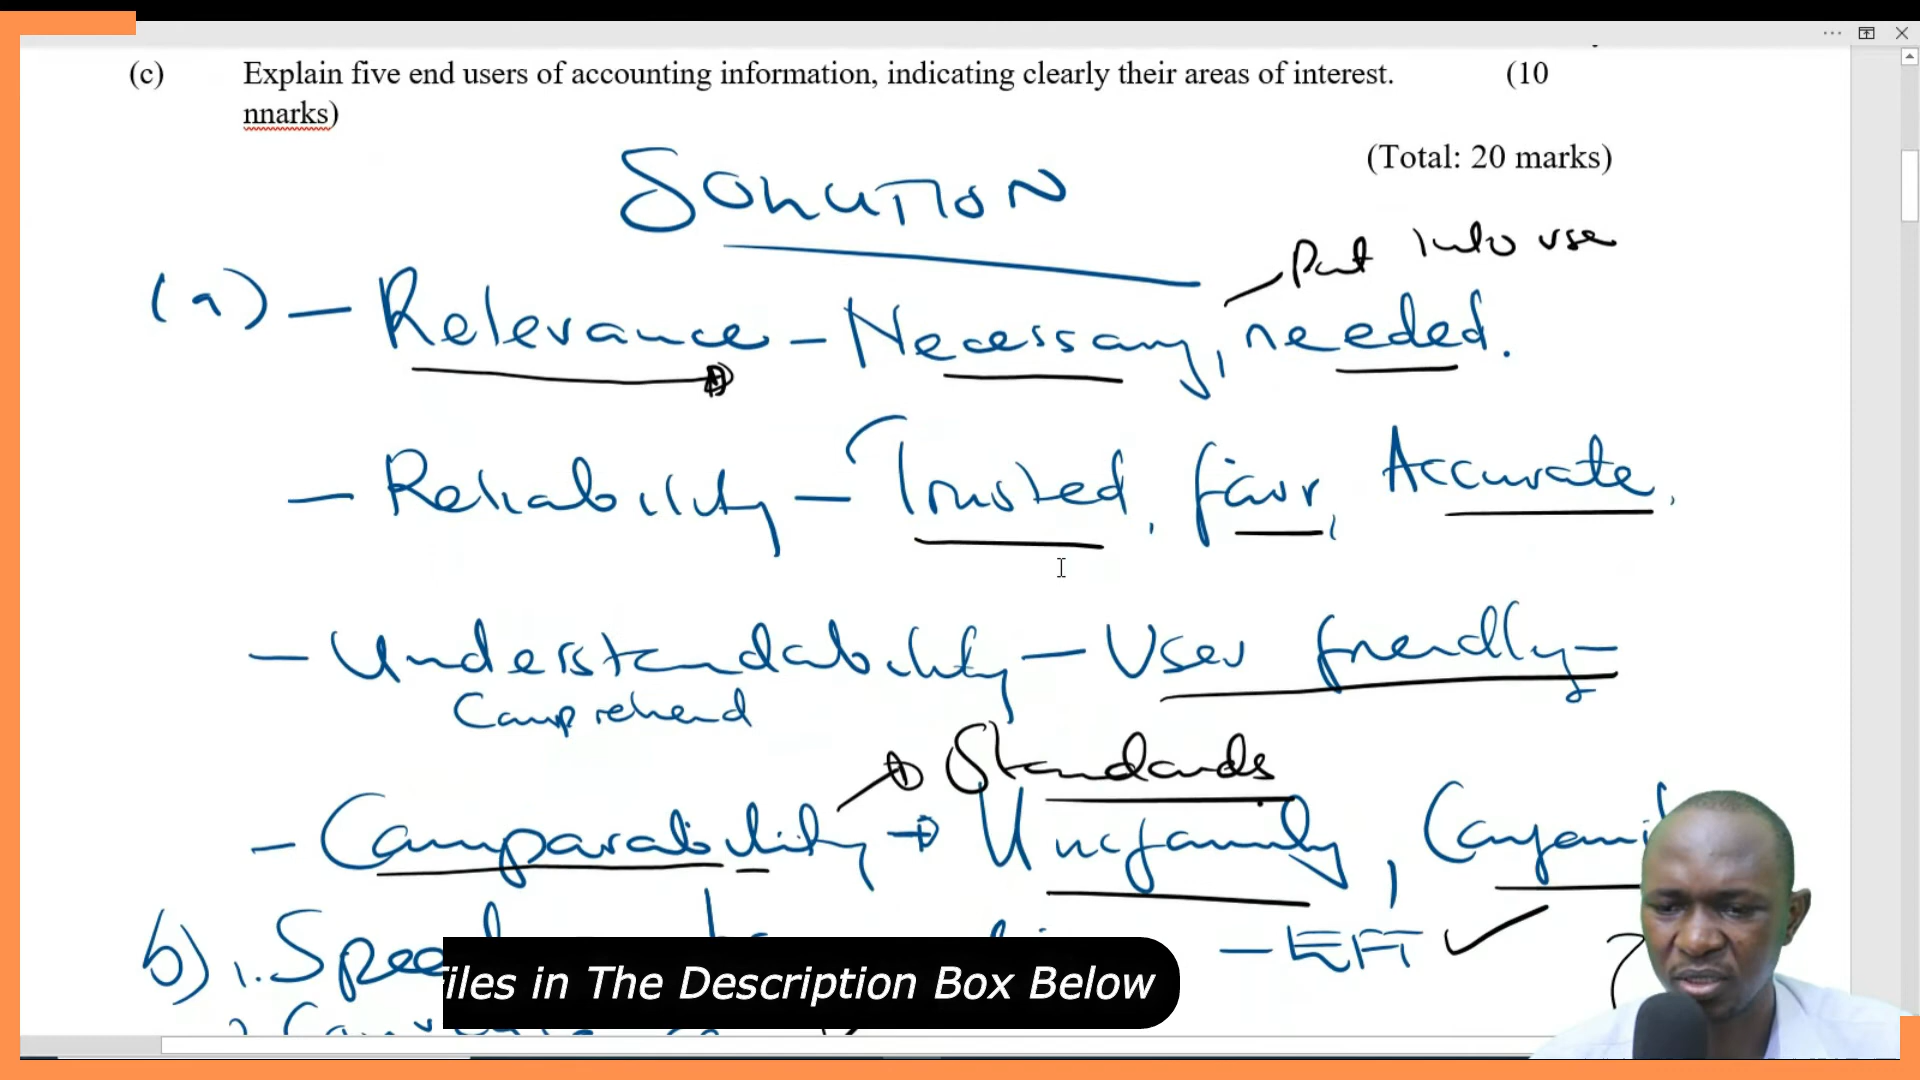 (c) Explain five end users of accounting information, indicating clearly their areas of interest. (10
nnarks)
(Total: 20 marks)
SOLUTION
Put into use
(a) – Relevance – Necessary, needed.
– Reliability – Trusted, fair, Accurate.
– Understandability – User friendly –
Comprehend
Standards
– Comparability → Uniformity,
b) 1. – EFT ✓
2.
iles in The Description Box Below